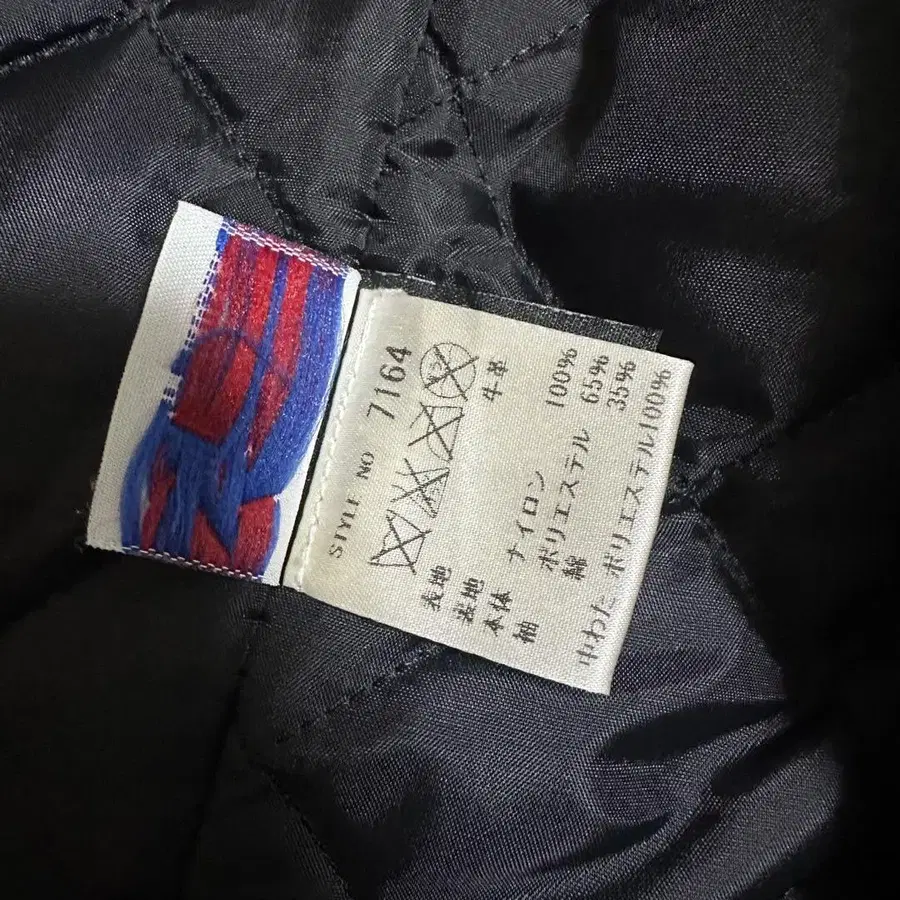 STYLE NO 7164
表地 牛革
裏地
本体 ナイロン 100%
袖 ポリエステル 65%
綿 35%
中わた ポリエステル100%